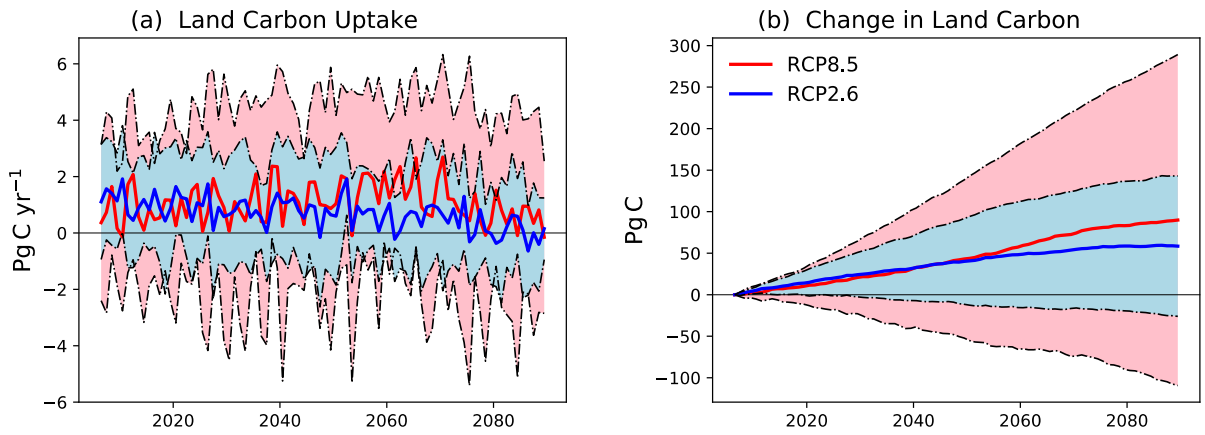 (a) Land Carbon Uptake
Pg C yr⁻¹
6
4
2
0
−2
−4
−6
2020 2040 2060 2080
(b) Change in Land Carbon
Pg C
300
250
200
150
100
50
0
−50
−100
RCP8.5
RCP2.6
2020 2040 2060 2080